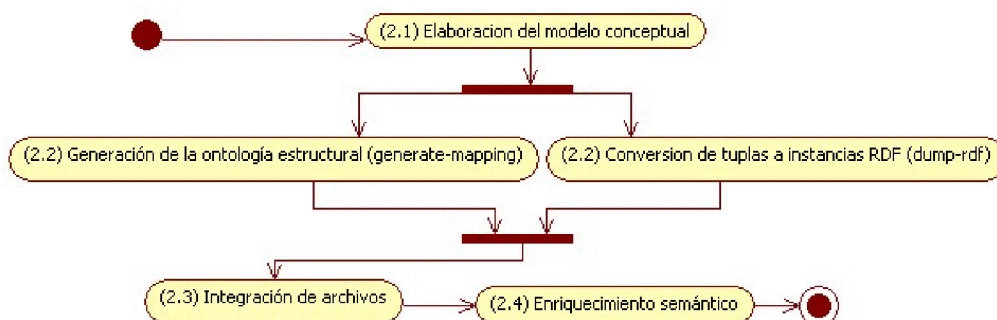 (2.1) Elaboracion del modelo conceptual
(2.2) Generación de la ontología estructural (generate-mapping)
(2.2) Conversion de tuplas a instancias RDF (dump-rdf)
(2.3) Integración de archivos
(2.4) Enriquecimiento semántico